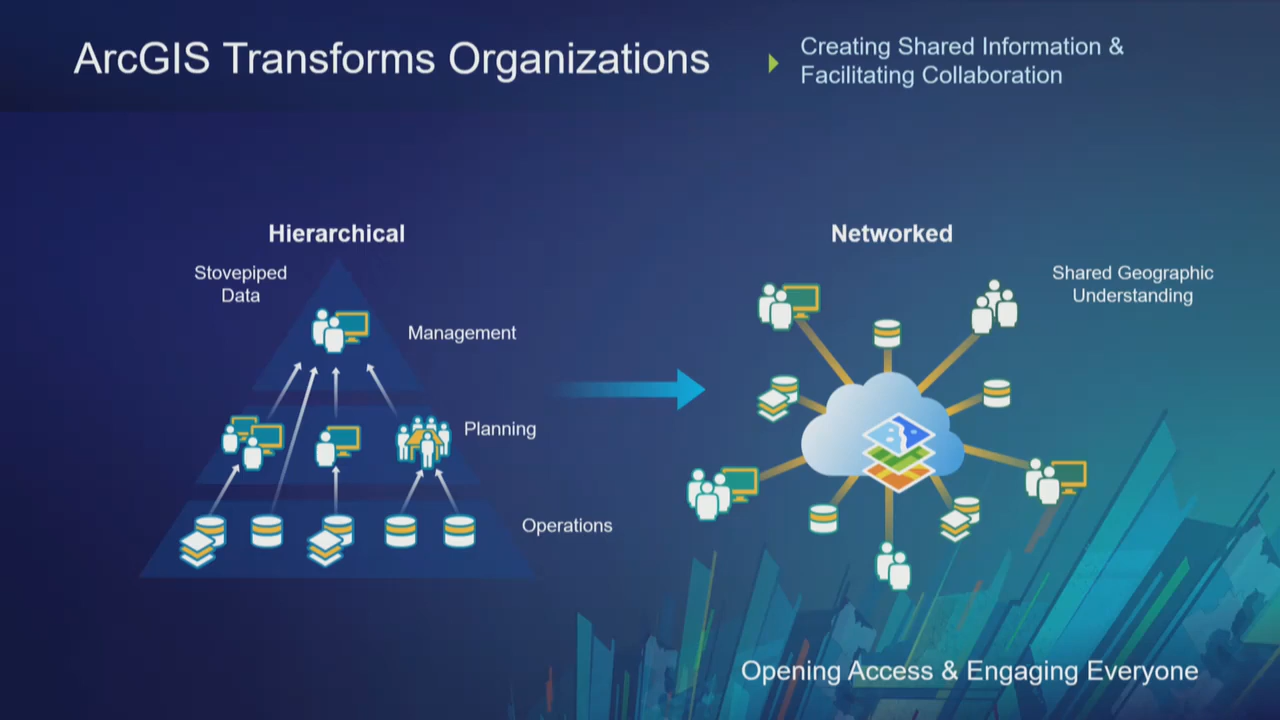 ArcGIS Transforms Organizations
Creating Shared Information &
Facilitating Collaboration
Hierarchical
Stovepiped
Data
Management
Planning
Operations
Networked
Shared Geographic
Understanding
Opening Access & Engaging Everyone